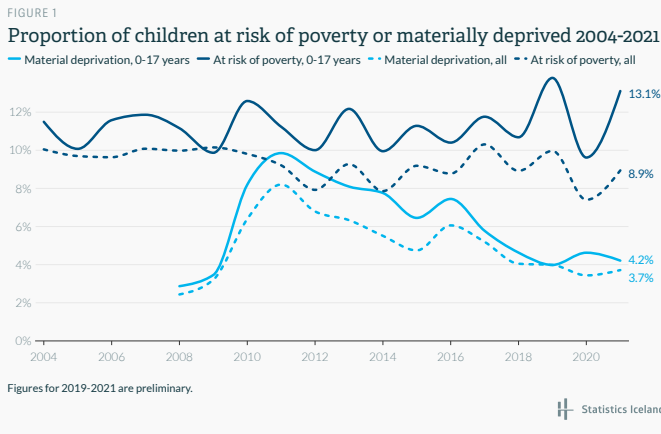 FIGURE 1
Proportion of children at risk of poverty or materially deprived 2004-2021
Material deprivation, 0-17 years At risk of poverty, 0-17 years Material deprivation, all At risk of poverty, all
12%
10%
8%
6%
4%
2%
0%
13.1%
8.9%
4.2%
3.7%
2004 2006 2008 2010 2012 2014 2016 2018 2020
Figures for 2019-2021 are preliminary.
Statistics Iceland